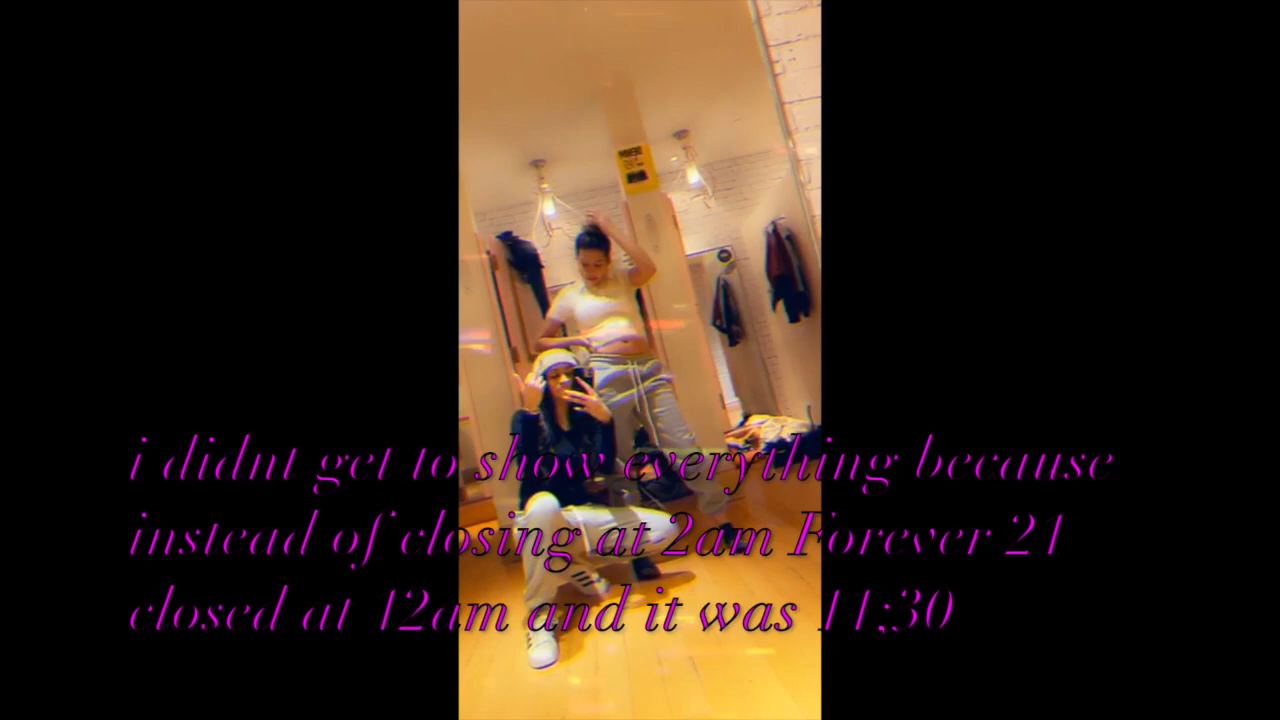 i didnt get to show everything because
instead of closing at 2am Forever 21
closed at 12am and it was 11;30